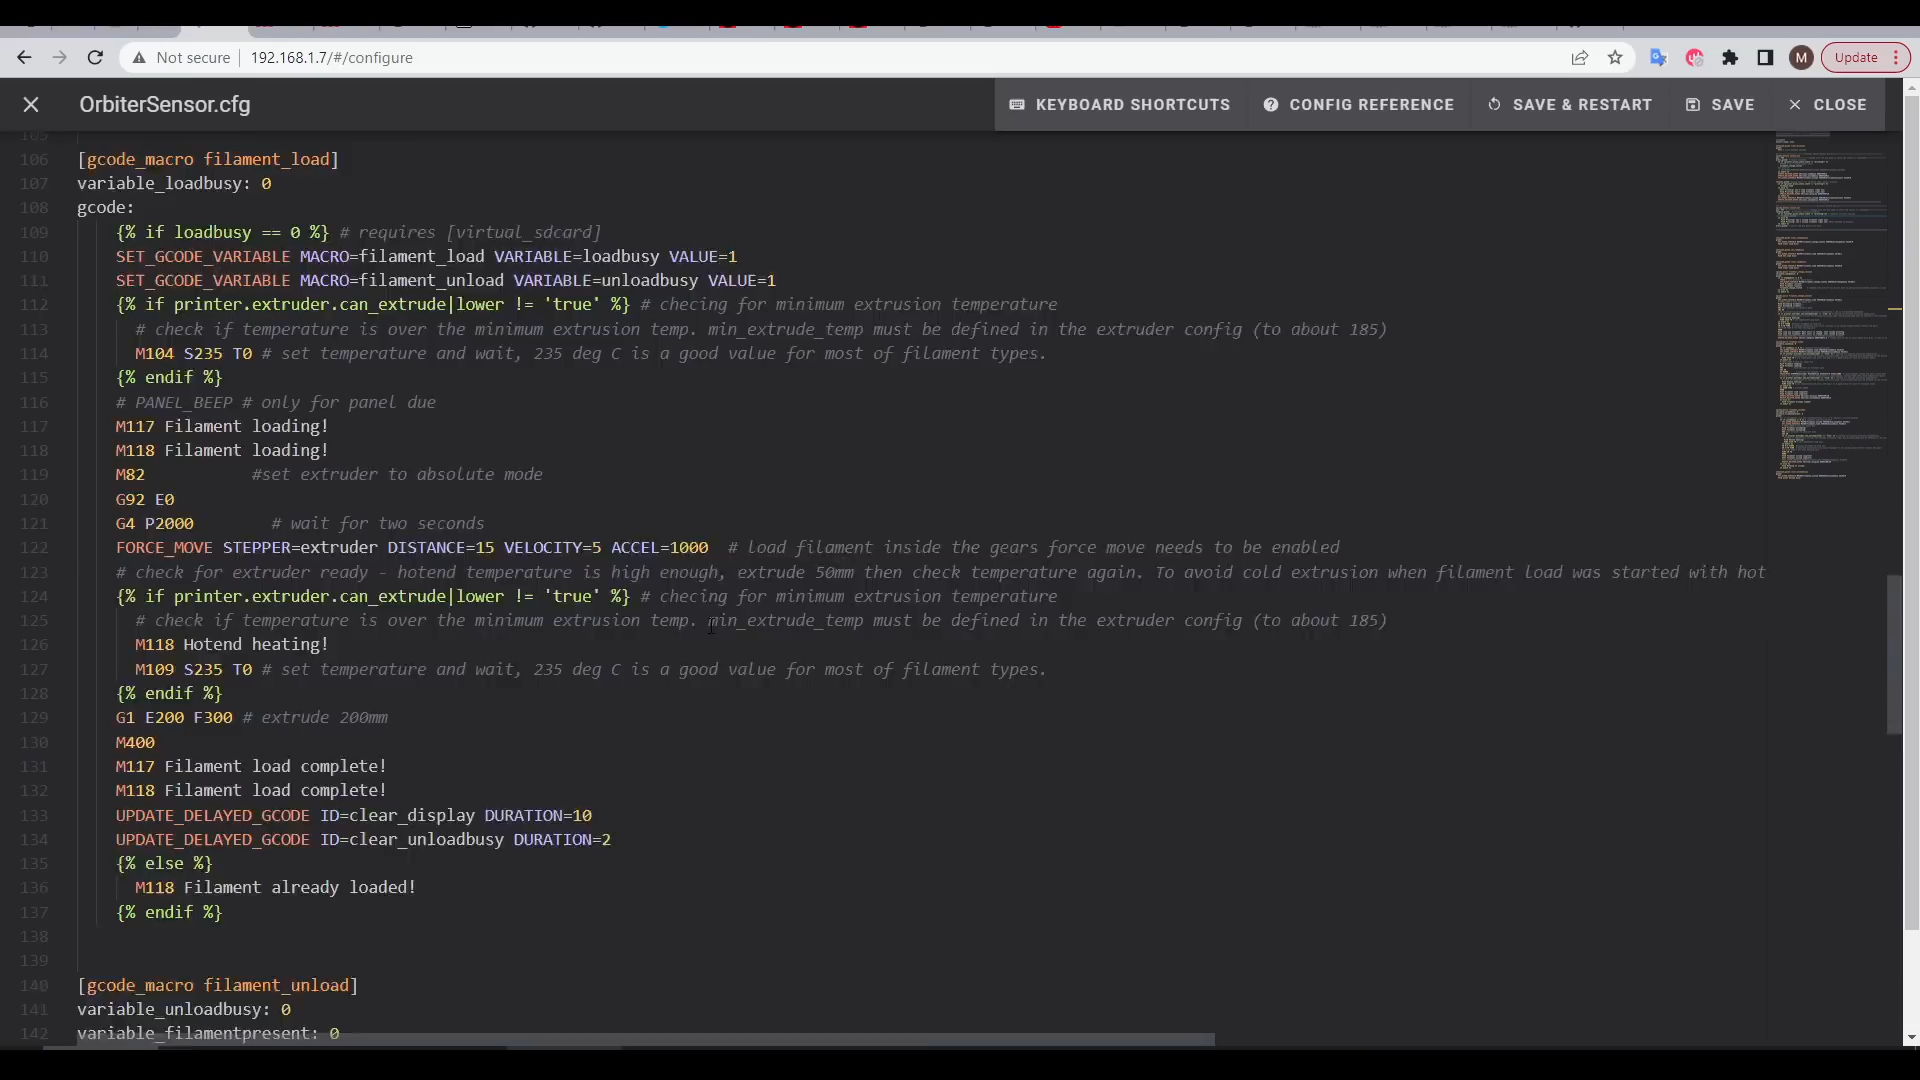 Not secure 192.168.1.7/#/configure M Update
OrbiterSensor.cfg KEYBOARD SHORTCUTS CONFIG REFERENCE SAVE & RESTART SAVE CLOSE
105
106 [gcode_macro filament_load]
107 variable_loadbusy: 0
108 gcode:
109 {% if loadbusy == 0 %} # requires [virtual_sdcard]
110 SET_GCODE_VARIABLE MACRO=filament_load VARIABLE=loadbusy VALUE=1
111 SET_GCODE_VARIABLE MACRO=filament_unload VARIABLE=unloadbusy VALUE=1
112 {% if printer.extruder.can_extrude|lower != 'true' %} # checing for minimum extrusion temperature
113 # check if temperature is over the minimum extrusion temp. min_extrude_temp must be defined in the extruder config (to about 185)
114 M104 S235 T0 # set temperature and wait, 235 deg C is a good value for most of filament types.
115 {% endif %}
116 # PANEL_BEEP # only for panel due
117 M117 Filament loading!
118 M118 Filament loading!
119 M82 #set extruder to absolute mode
120 G92 E0
121 G4 P2000 # wait for two seconds
122 FORCE_MOVE STEPPER=extruder DISTANCE=15 VELOCITY=5 ACCEL=1000 # load filament inside the gears force move needs to be enabled
123 # check for extruder ready - hotend temperature is high enough, extrude 50mm then check temperature again. To avoid cold extrusion when filament load was started with hot
124 {% if printer.extruder.can_extrude|lower != 'true' %} # checing for minimum extrusion temperature
125 # check if temperature is over the minimum extrusion temp. min_extrude_temp must be defined in the extruder config (to about 185)
126 M118 Hotend heating!
127 M109 S235 T0 # set temperature and wait, 235 deg C is a good value for most of filament types.
128 {% endif %}
129 G1 E200 F300 # extrude 200mm
130 M400
131 M117 Filament load complete!
132 M118 Filament load complete!
133 UPDATE_DELAYED_GCODE ID=clear_display DURATION=10
134 UPDATE_DELAYED_GCODE ID=clear_unloadbusy DURATION=2
135 {% else %}
136 M118 Filament already loaded!
137 {% endif %}
138
139
140 [gcode_macro filament_unload]
141 variable_unloadbusy: 0
142 variable_filamentpresent: 0